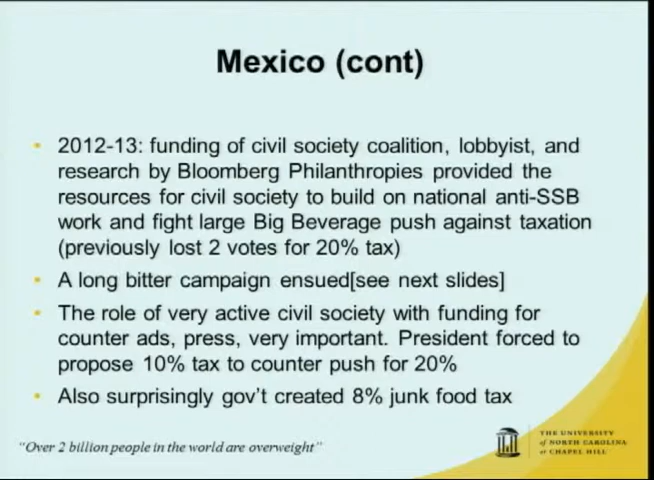 Mexico (cont)
• 2012-13: funding of civil society coalition, lobbyist, and
research by Bloomberg Philanthropies provided the
resources for civil society to build on national anti-SSB
work and fight large Big Beverage push against taxation
(previously lost 2 votes for 20% tax)
• A long bitter campaign ensued[see next slides]
• The role of very active civil society with funding for
counter ads, press, very important. President forced to
propose 10% tax to counter push for 20%
• Also surprisingly gov't created 8% junk food tax
"Over 2 billion people in the world are overweight"
THE UNIVERSITY
of NORTH CAROLINA
at CHAPEL HILL